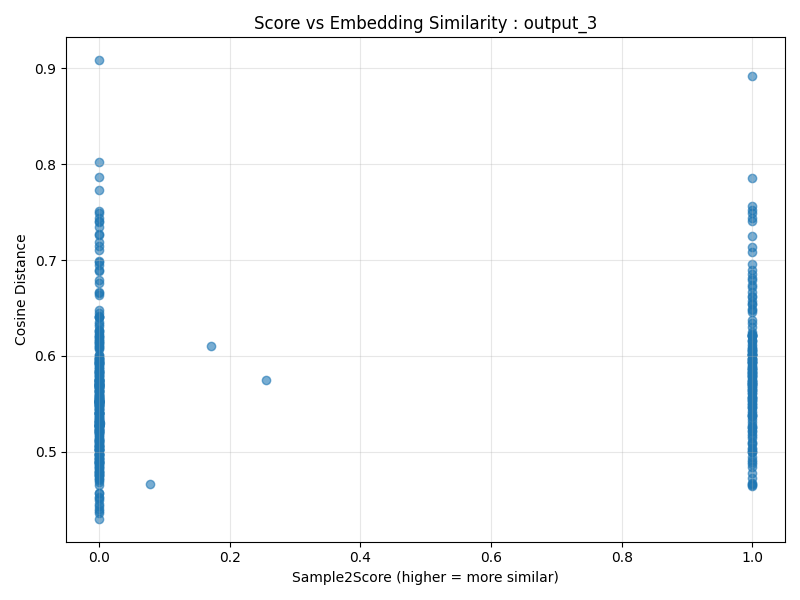 Score vs Embedding Similarity : output_3
Cosine Distance
0.9
0.8
0.7
0.6
0.5
0.0 0.2 0.4 0.6 0.8 1.0
Sample2Score (higher = more similar)